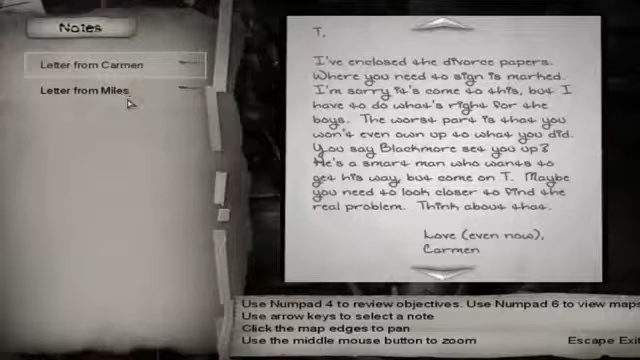 Notes
Letter from Carmen
Letter from Miles
T.
I've enclosed the divorce papers.
Where you need to sign is marked.
I'm sorry it's come to this, but I
have to do what's right for the
boys. The worst part is that you
won't even own up to what you did.
You say Blackmore set you up?
He's a smart man who wants to
get his way, but come on T. Maybe
you need to look closer to find the
real problem. Think about that.
Love (even now),
Carmen
Use Numpad 4 to review objectives. Use Numpad 6 to view maps
Use arrow keys to select a note
Click the map edges to pan
Use the middle mouse button to zoom
Escape Exit